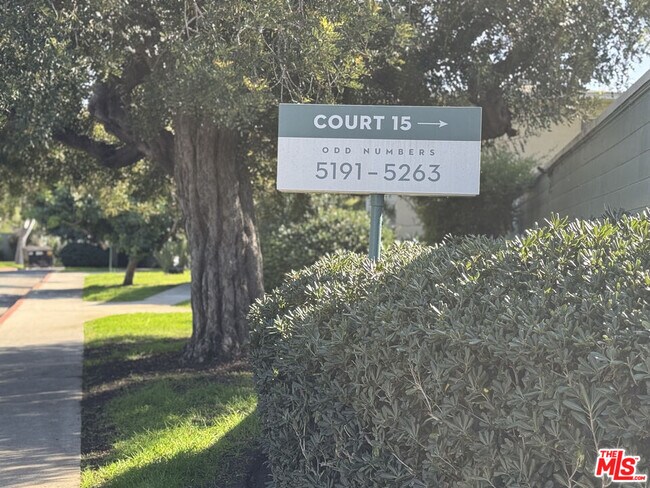 COURT 15 →
ODD NUMBERS
5191 – 5263
THE
MLS